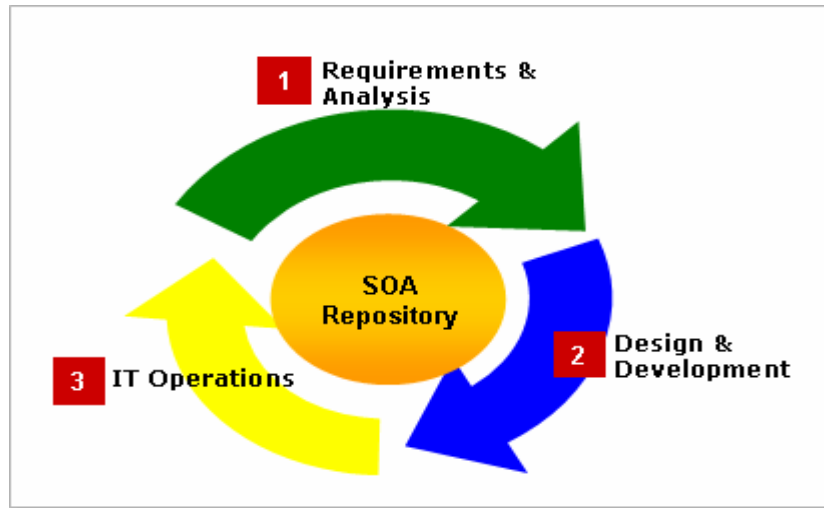 1
Requirements &
Analysis
SOA
Repository
2
Design &
Development
3
IT Operations